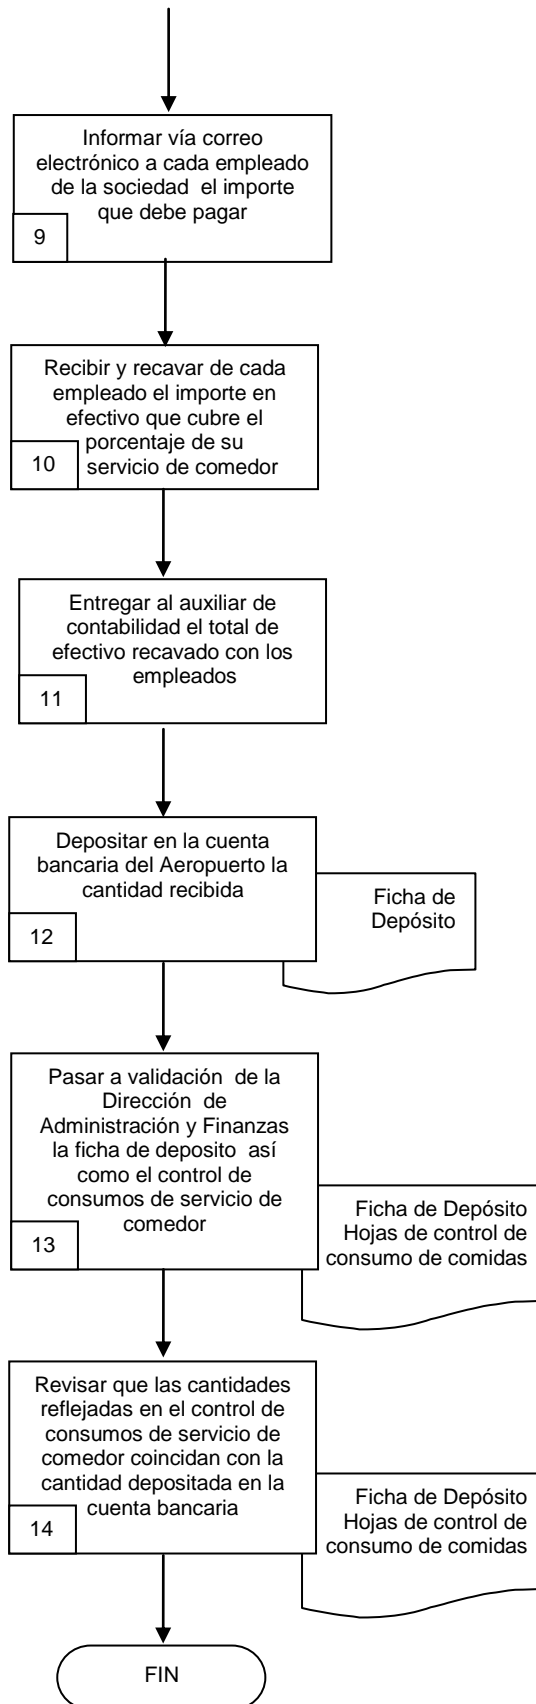 Informar vía correo
electrónico a cada empleado
de la sociedad el importe
que debe pagar
9
Recibir y recavar de cada
empleado el importe en
efectivo que cubre el
porcentaje de su
servicio de comedor
10
Entregar al auxiliar de
contabilidad el total de
efectivo recavado con los
empleados
11
Depositar en la cuenta
bancaria del Aeropuerto la
cantidad recibida
12
Ficha de
Depósito
Pasar a validación de la
Dirección de
Administración y Finanzas
la ficha de deposito así
como el control de
consumos de servicio de
comedor
13
Ficha de Depósito
Hojas de control de
consumo de comidas
Revisar que las cantidades
reflejadas en el control de
consumos de servicio de
comedor coincidan con la
cantidad depositada en la
cuenta bancaria
14
Ficha de Depósito
Hojas de control de
consumo de comidas
FIN